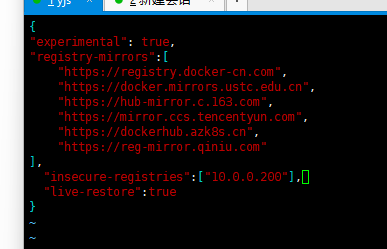 1 yjs × 2 新建会话 +
{
"experimental": true,
"registry-mirrors":[
"https://registry.docker-cn.com",
"https://docker.mirrors.ustc.edu.cn",
"https://hub-mirror.c.163.com",
"https://mirror.ccs.tencentyun.com",
"https://dockerhub.azk8s.cn",
"https://reg-mirror.qiniu.com"
],
"insecure-registries":["10.0.0.200"],
"live-restore":true
}
~
~